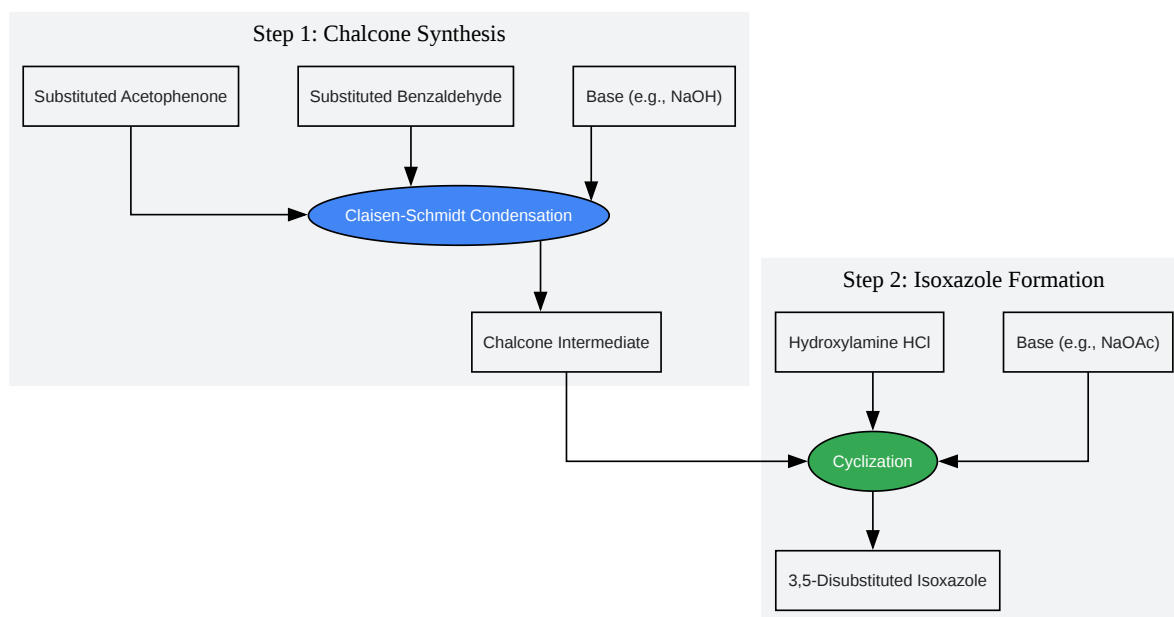 Step 1: Chalcone Synthesis
Substituted Acetophenone
Substituted Benzaldehyde
Base (e.g., NaOH)
Claisen-Schmidt Condensation
Chalcone Intermediate
Step 2: Isoxazole Formation
Hydroxylamine HCl
Base (e.g., NaOAc)
Cyclization
3,5-Disubstituted Isoxazole